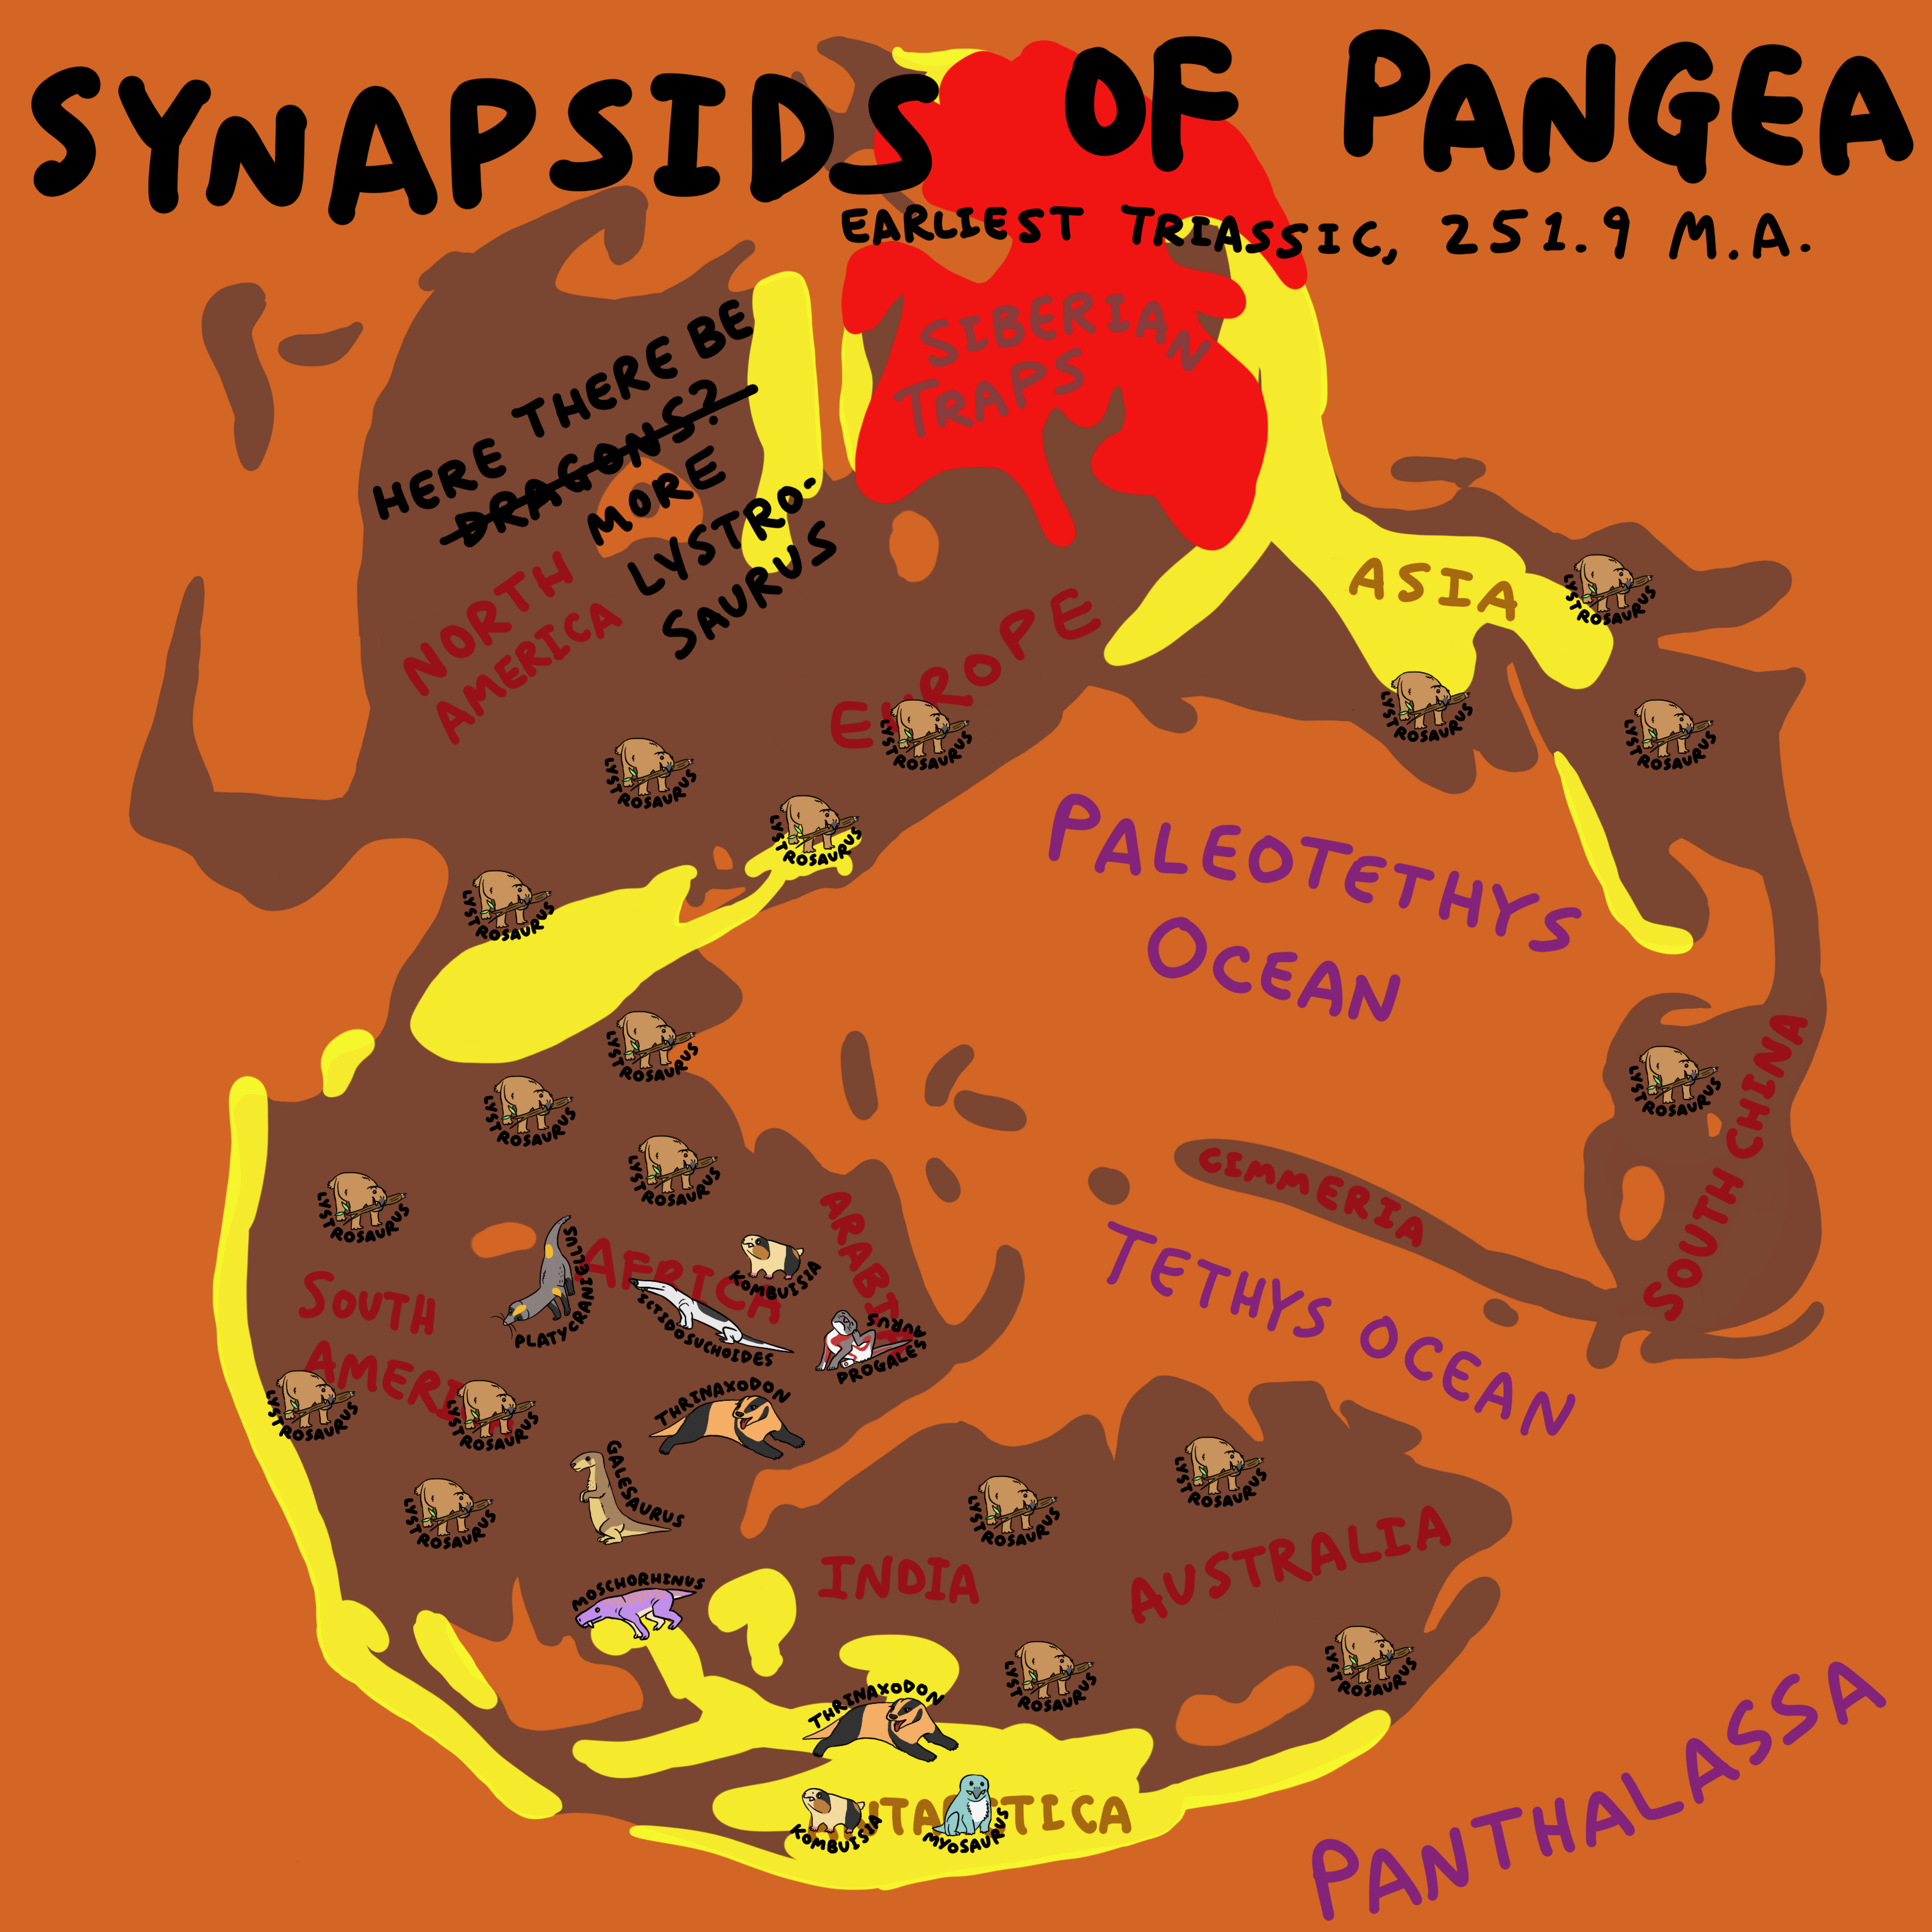 SYNAPSIDS OF PANGEA
EARLIEST TRIASSIC, 251.9 M.A.
SIBERIAN
TRAPS
HERE THERE BE
DRAGONS?
MORE
LYSTRO-
SAURUS
NORTH
AMERICA
EUROPE
ASIA
LYSTROSAURUS
LYSTROSAURUS
LYSTROSAURUS
LYSTROSAURUS
LYSTROSAURUS
LYSTROSAURUS
LYSTROSAURUS
PALEOTETHYS
OCEAN
LYSTROSAURUS
LYSTROSAURUS
LYSTROSAURUS
LYSTROSAURUS
LYSTROSAURUS
SOUTH CHINA
CIMMERIA
TETHYS OCEAN
ARABIA
AFRICA
PLATYCRANIELLUS
KOMBUISIA
ICTIDOSUCHOIDES
PROGALESAURUS
SOUTH
AMERICA
LYSTROSAURUS
LYSTROSAURUS
THRINAXODON
GALESAURUS
LYSTROSAURUS
LYSTROSAURUS
LYSTROSAURUS
INDIA
AUSTRALIA
MOSCHORHINUS
LYSTROSAURUS
LYSTROSAURUS
THRINAXODON
ANTARCTICA
KOMBUISIA
MYOSAURUS
PANTHALASSA